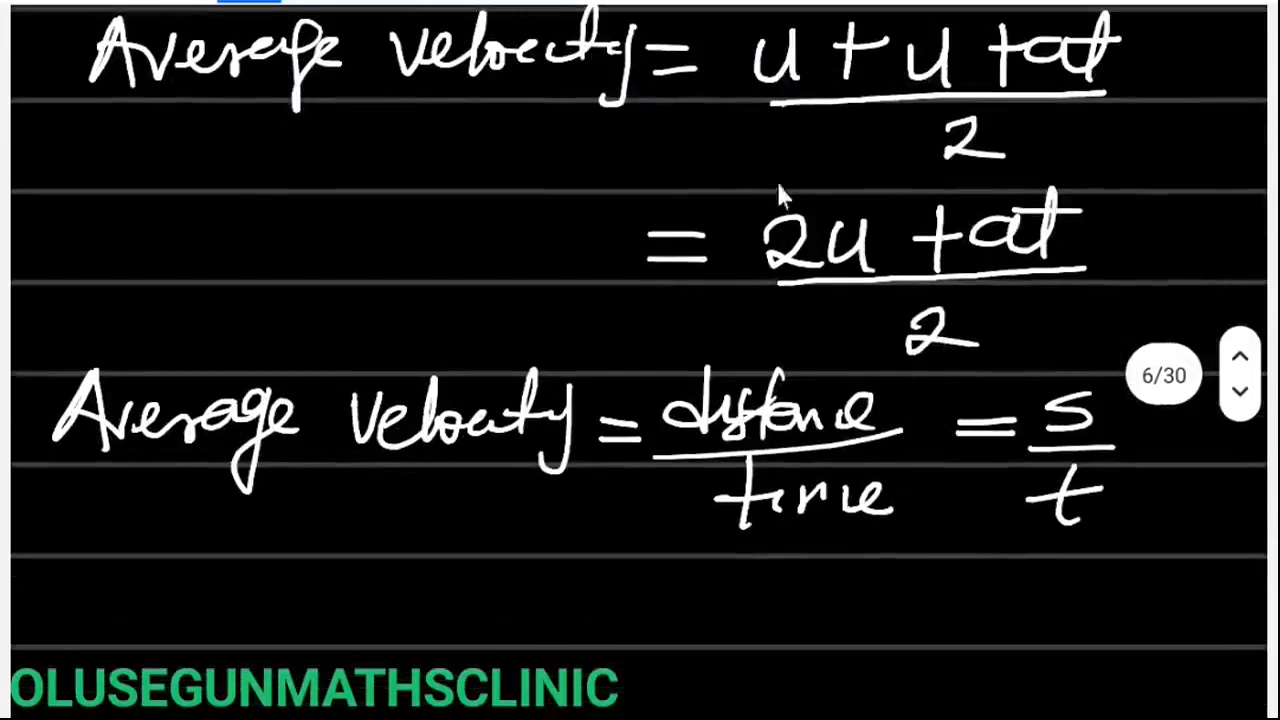 Average velocity = u + u + at
2
= 2u + at
2
Average velocity = distance = s
time t
6/30
OLUSEGUNMATHSCLINIC